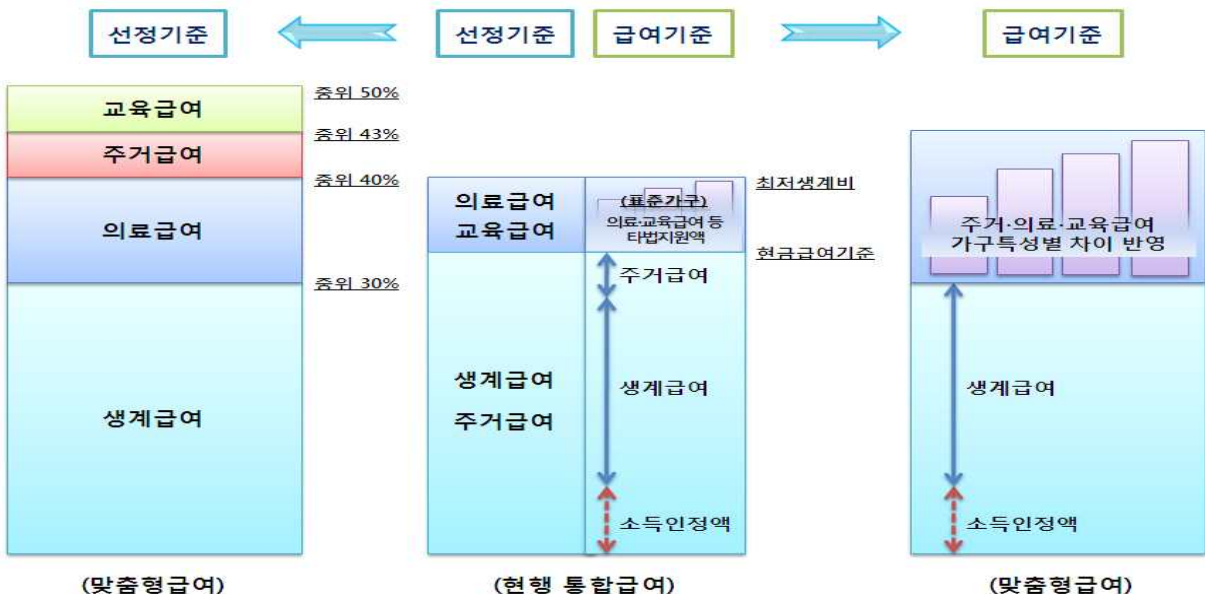 선정기준
선정기준
급여기준
급여기준
교육급여
주거급여
의료급여
생계급여
중위 50%
중위 43%
중위 40%
중위 30%
의료급여
교육급여
생계급여
주거급여
(표준가구)
의료·교육급여 등
타법지원액
주거급여
생계급여
소득인정액
최저생계비
현금급여기준
주거·의료·교육급여
가구특성별 차이 반영
생계급여
소득인정액
(맞춤형급여)
(현행 통합급여)
(맞춤형급여)